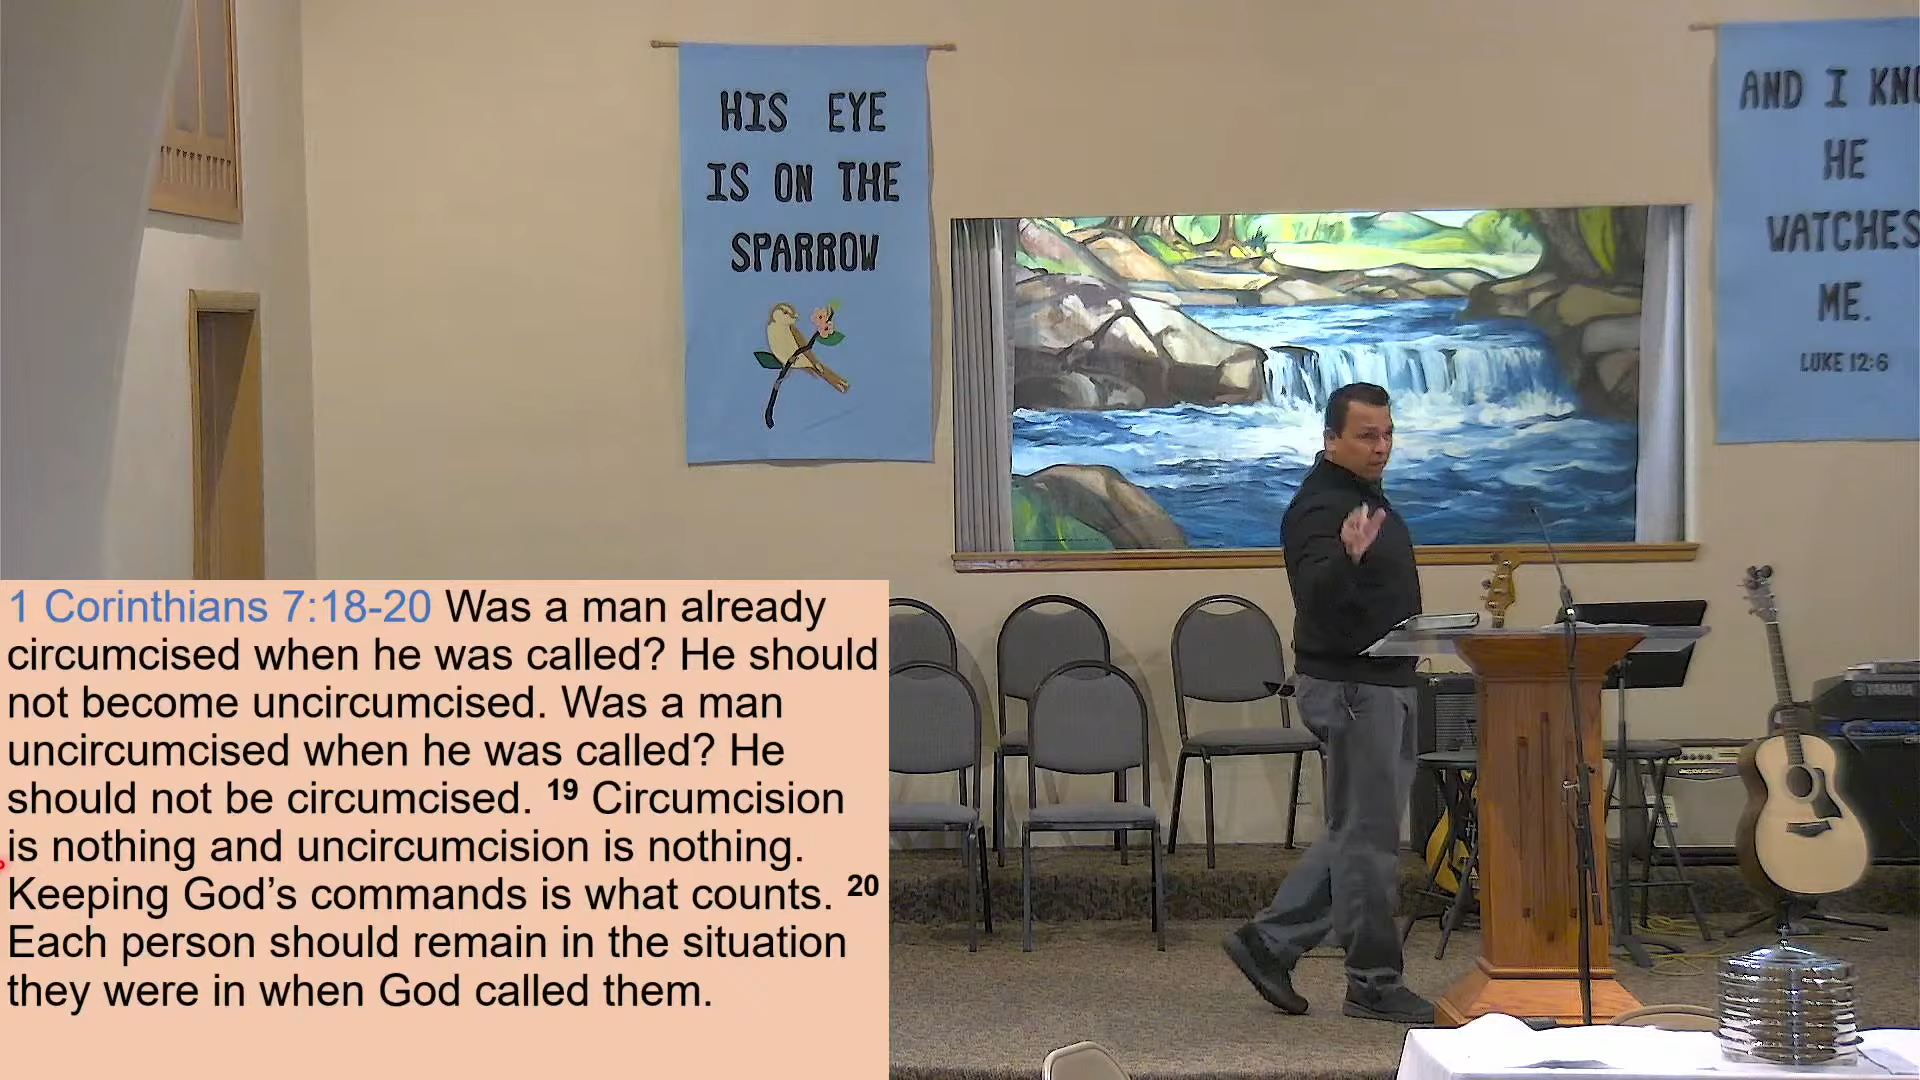 HIS EYE
IS ON THE
SPARROW
AND I KNO
HE
WATCHES
ME.
LUKE 12:6
1 Corinthians 7:18-20 Was a man already
circumcised when he was called? He should
not become uncircumcised. Was a man
uncircumcised when he was called? He
should not be circumcised. 19 Circumcision
is nothing and uncircumcision is nothing.
Keeping God’s commands is what counts. 20
Each person should remain in the situation
they were in when God called them.
YAMAHA